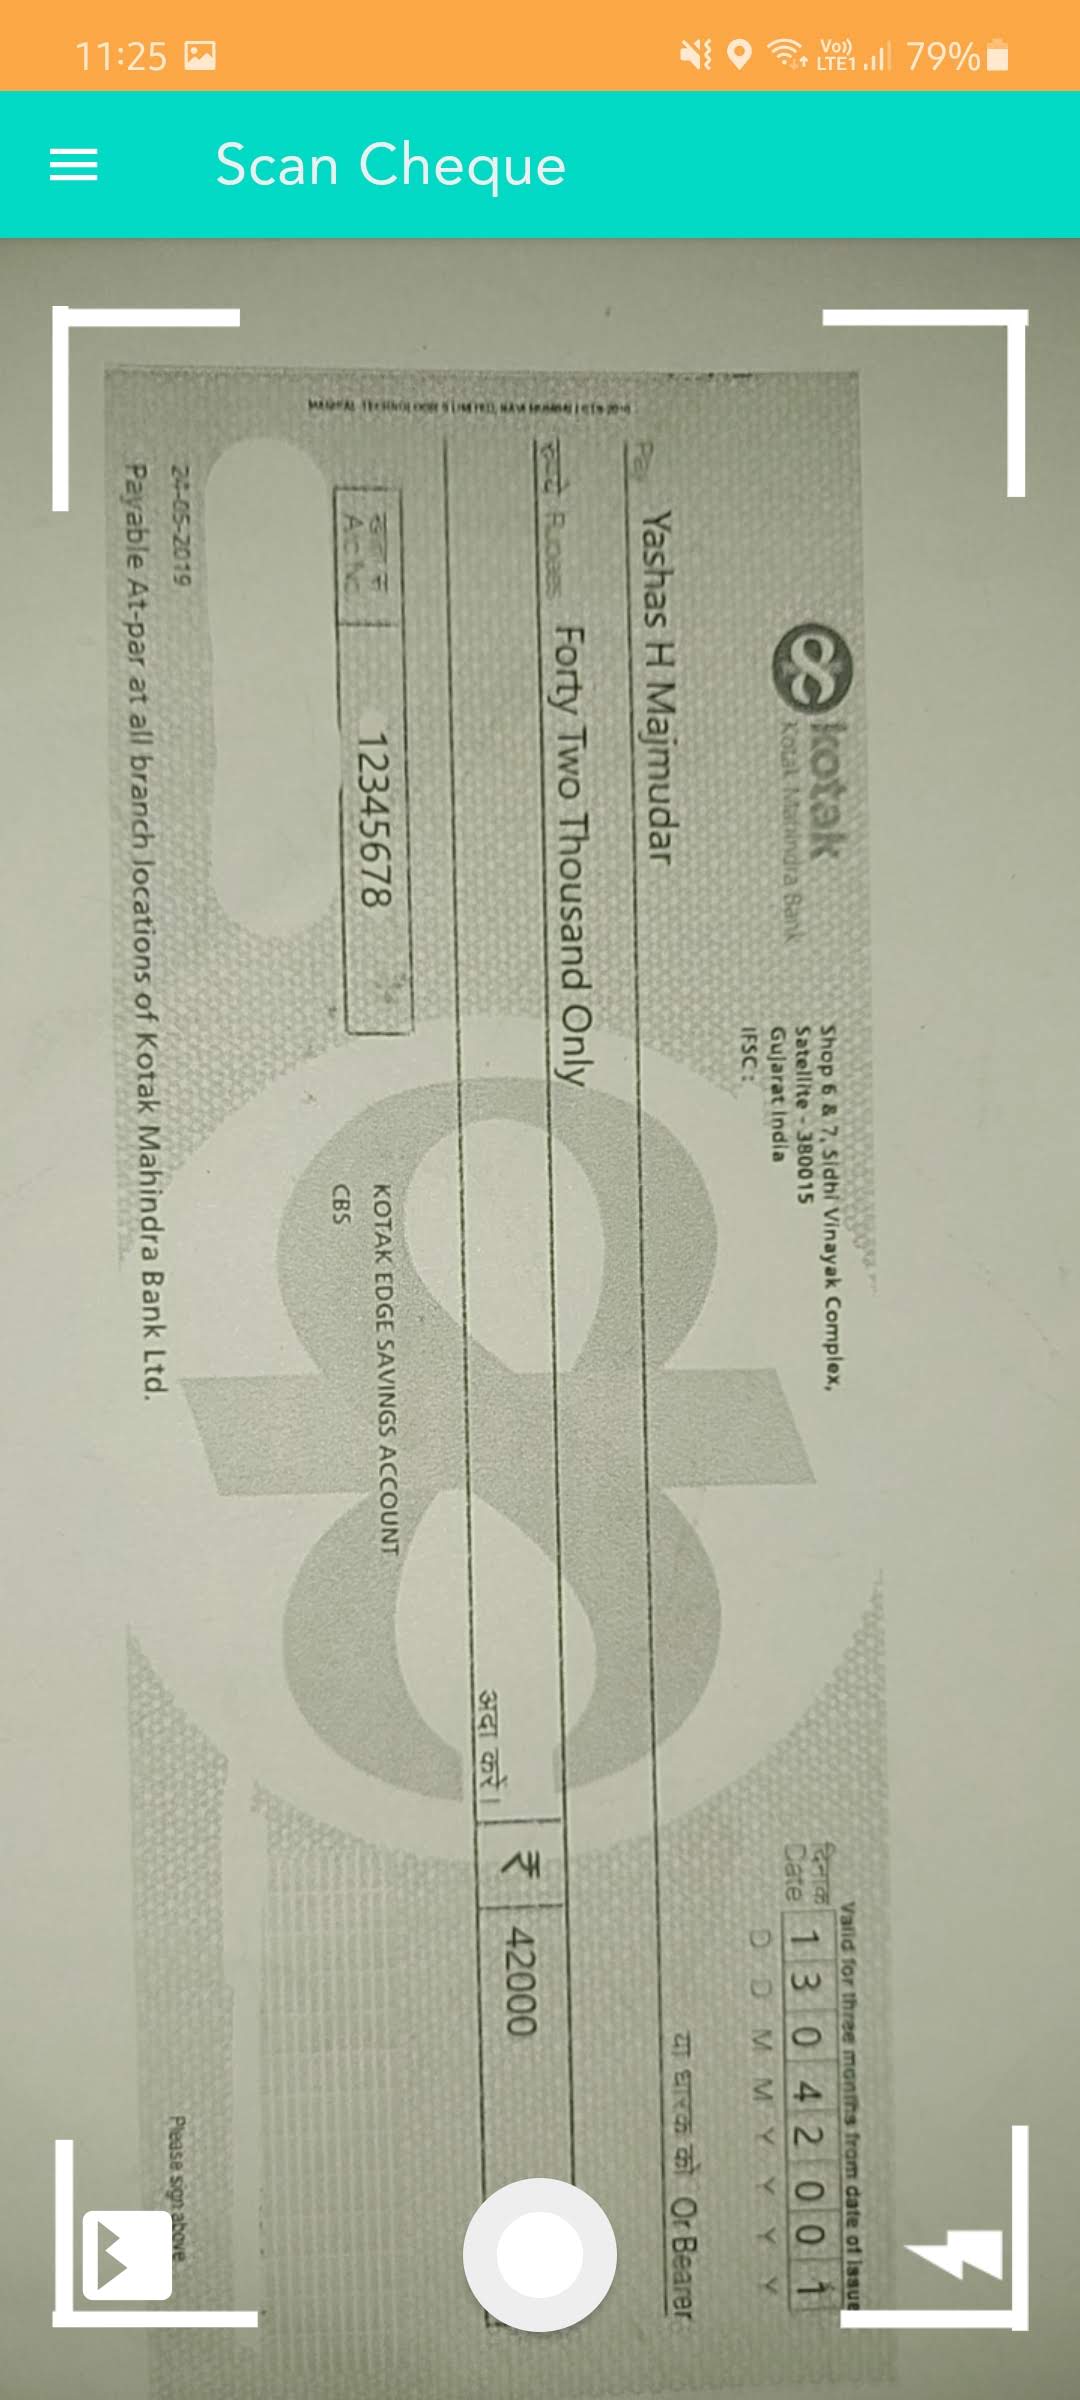 11:25
Vo)) LTE1 79%
Scan Cheque
kotak
Kotak Mahindra Bank
Shop 6 & 7, Sidhi Vinayak Complex,
Satellite - 380015
Gujarat India
IFSC :
Valid for three months from date of issue
दिनांक
Date 1 3 0 4 2 0 0 1
D D M M Y Y Y Y
Pay Yashas H Majmudar
या धारक को Or Bearer
रुपये Rupees Forty Two Thousand Only
अदा करें।
₹ 42000
A/c No. 12345678
KOTAK EDGE SAVINGS ACCOUNT
CBS
24-05-2019
Payable At-par at all branch locations of Kotak Mahindra Bank Ltd.
Please sign above